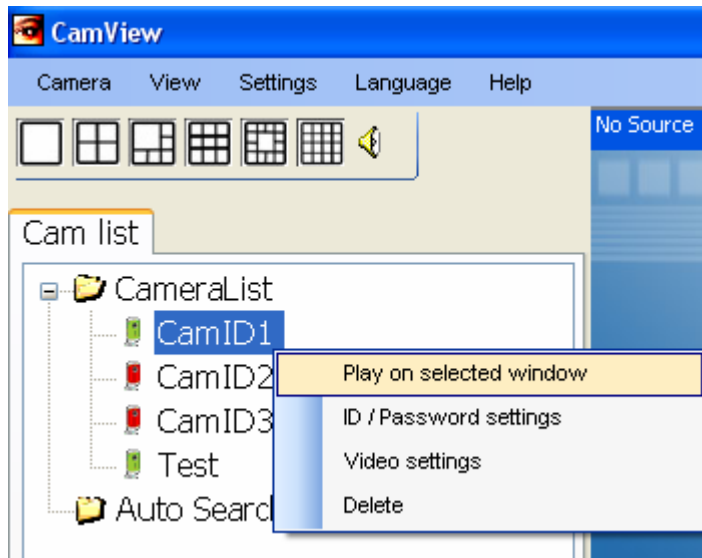 CamView
Camera View Settings Language Help
No Source
Cam list
CameraList
CamID1
CamID2
Play on selected window
CamID3
ID / Password settings
Test
Video settings
Auto Searc
Delete